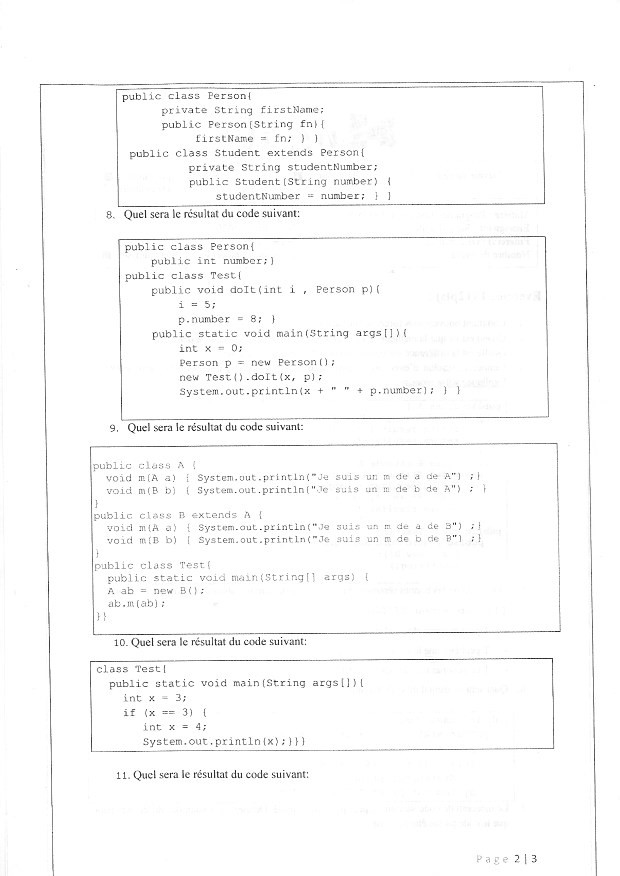 public class Person{
private String firstName;
public Person(String fn){
firstName = fn; } }
public class Student extends Person{
private String studentNumber;
public Student(String number) {
studentNumber = number; } }
8. Quel sera le résultat du code suivant:
public class Person{
public int number;}
public class Test{
public void doIt(int i , Person p){
i = 5;
p.number = 8; }
public static void main(String args[]){
int x = 0;
Person p = new Person();
new Test().doIt(x, p);
System.out.println(x + " " + p.number); } }
9. Quel sera le résultat du code suivant:
public class A {
void m(A a) { System.out.println("Je suis un m de a de A") ;}
void m(B b) { System.out.println("Je suis un m de b de A") ; }
}
public class B extends A {
void m(A a) { System.out.println("Je suis un m de a de B") ;}
void m(B b) { System.out.println("Je suis un m de b de B") ;}
}
public class Test{
public static void main(String[] args) {
A ab = new B();
ab.m(ab);
}}
10. Quel sera le résultat du code suivant:
class Test{
public static void main(String args[]){
int x = 3;
if (x == 3) {
int x = 4;
System.out.println(x);}}}
11. Quel sera le résultat du code suivant:
Page 2 | 3